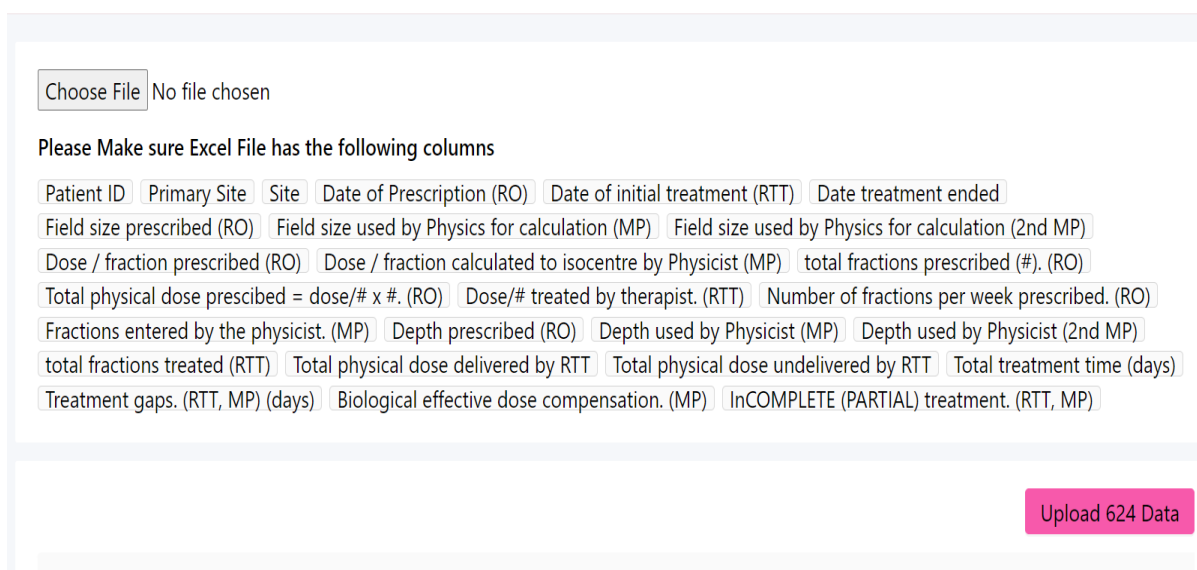 Choose File No file chosen
Please Make sure Excel File has the following columns
Patient ID Primary Site Site Date of Prescription (RO) Date of initial treatment (RTT) Date treatment ended
Field size prescribed (RO) Field size used by Physics for calculation (MP) Field size used by Physics for calculation (2nd MP)
Dose / fraction prescribed (RO) Dose / fraction calculated to isocentre by Physicist (MP) total fractions prescribed (#). (RO)
Total physical dose prescibed = dose/# x #. (RO) Dose/# treated by therapist. (RTT) Number of fractions per week prescribed. (RO)
Fractions entered by the physicist. (MP) Depth prescribed (RO) Depth used by Physicist (MP) Depth used by Physicist (2nd MP)
total fractions treated (RTT) Total physical dose delivered by RTT Total physical dose undelivered by RTT Total treatment time (days)
Treatment gaps. (RTT, MP) (days) Biological effective dose compensation. (MP) InCOMPLETE (PARTIAL) treatment. (RTT, MP)
Upload 624 Data